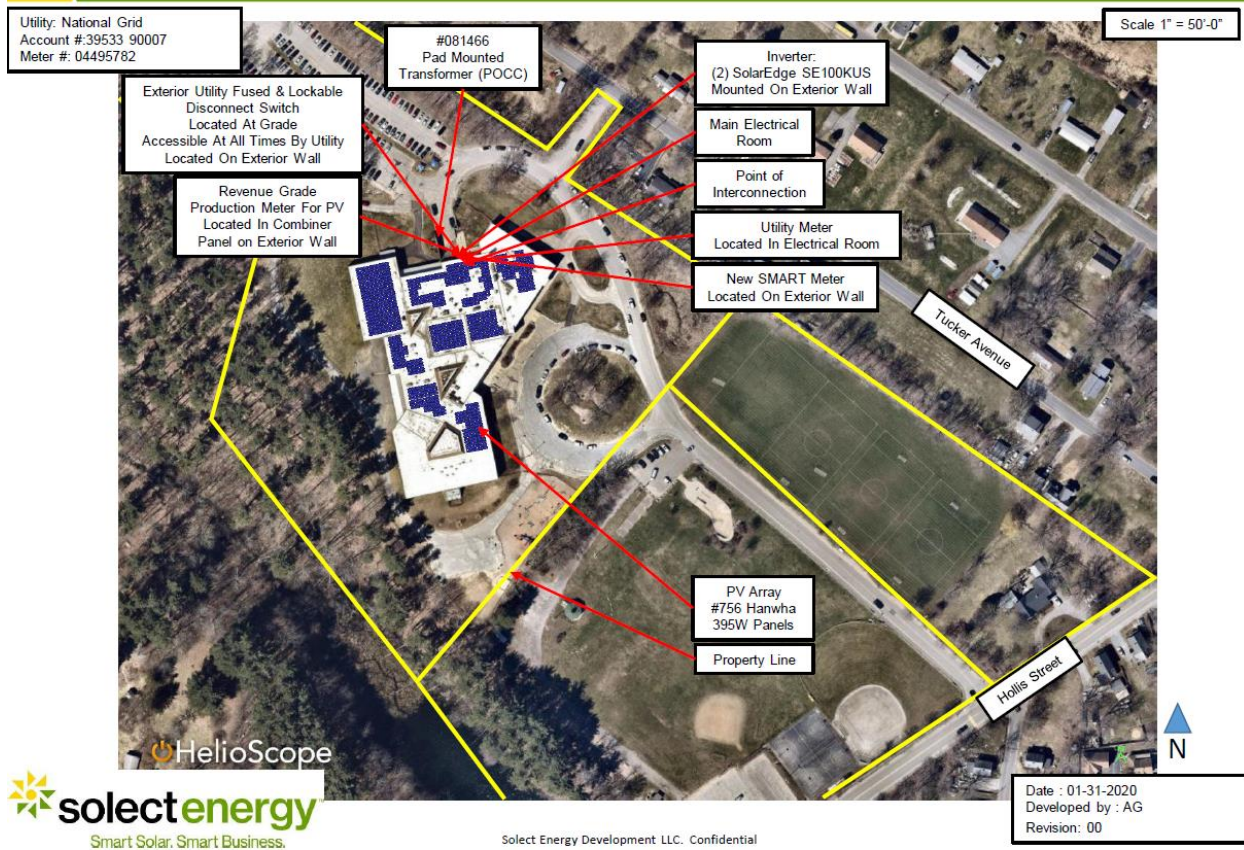 Utility: National Grid
Account #:39533 90007
Meter #: 04495782
#081466
Pad Mounted
Transformer (POCC)
Scale 1” = 50’-0”
Exterior Utility Fused & Lockable
Disconnect Switch
Located At Grade
Accessible At All Times By Utility
Located On Exterior Wall
Inverter:
(2) SolarEdge SE100KUS
Mounted On Exterior Wall
Main Electrical
Room
Revenue Grade
Production Meter For PV
Located In Combiner
Panel on Exterior Wall
Point of
Interconnection
Utility Meter
Located In Electrical Room
New SMART Meter
Located On Exterior Wall
Tucker Avenue
PV Array
#756 Hanwha
395W Panels
Property Line
Hollis Street
N
HelioScope
solectenergy
Smart Solar. Smart Business.
Solect Energy Development LLC. Confidential
Date : 01-31-2020
Developed by : AG
Revision: 00